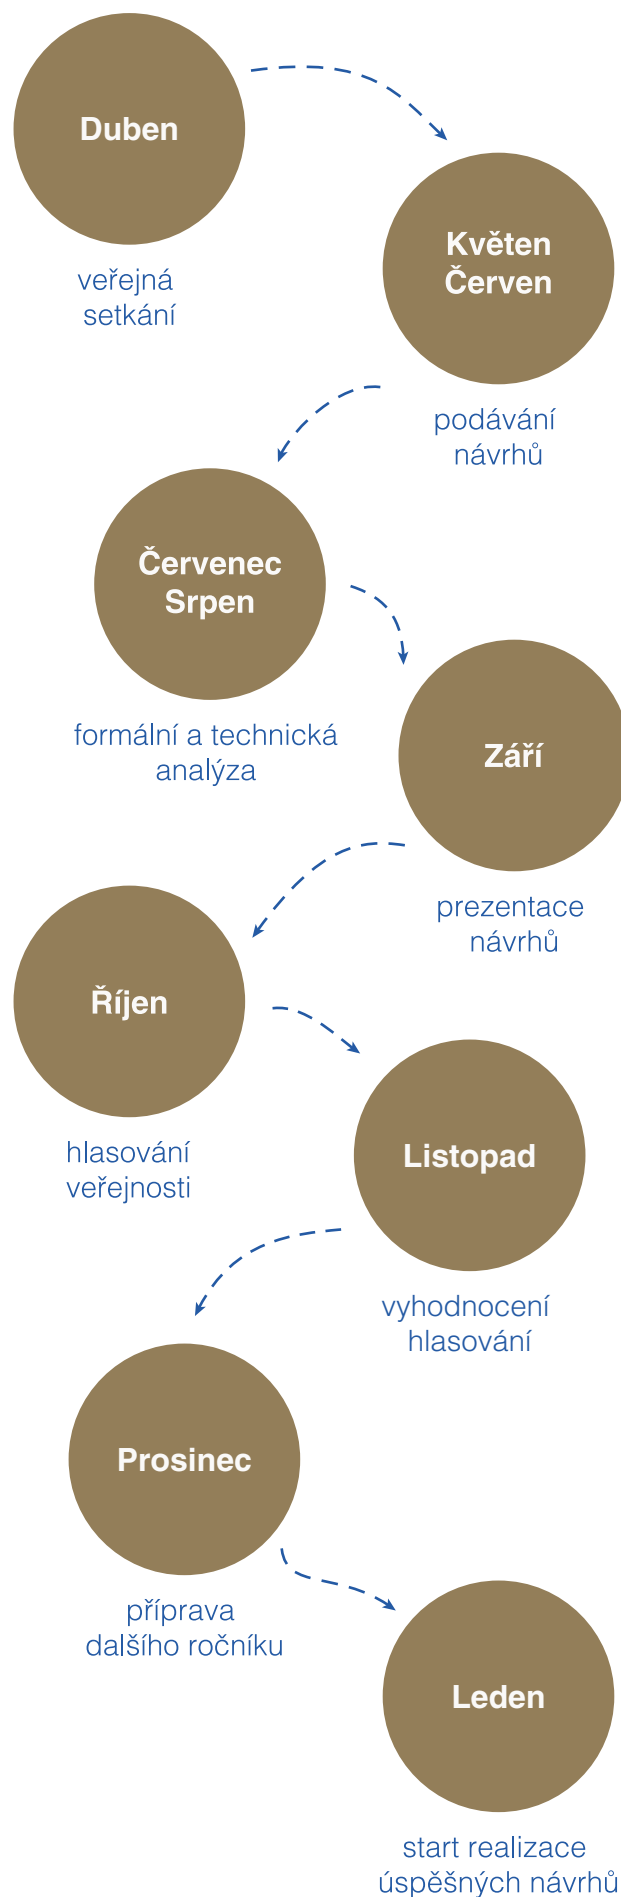 Duben
veřejná
setkání
Květen
Červen
podávání
návrhů
Červenec
Srpen
formální a technická
analýza
Září
prezentace
návrhů
Říjen
hlasování
veřejnosti
Listopad
vyhodnocení
hlasování
Prosinec
příprava
dalšího ročníku
Leden
start realizace
úspěšných návrhů